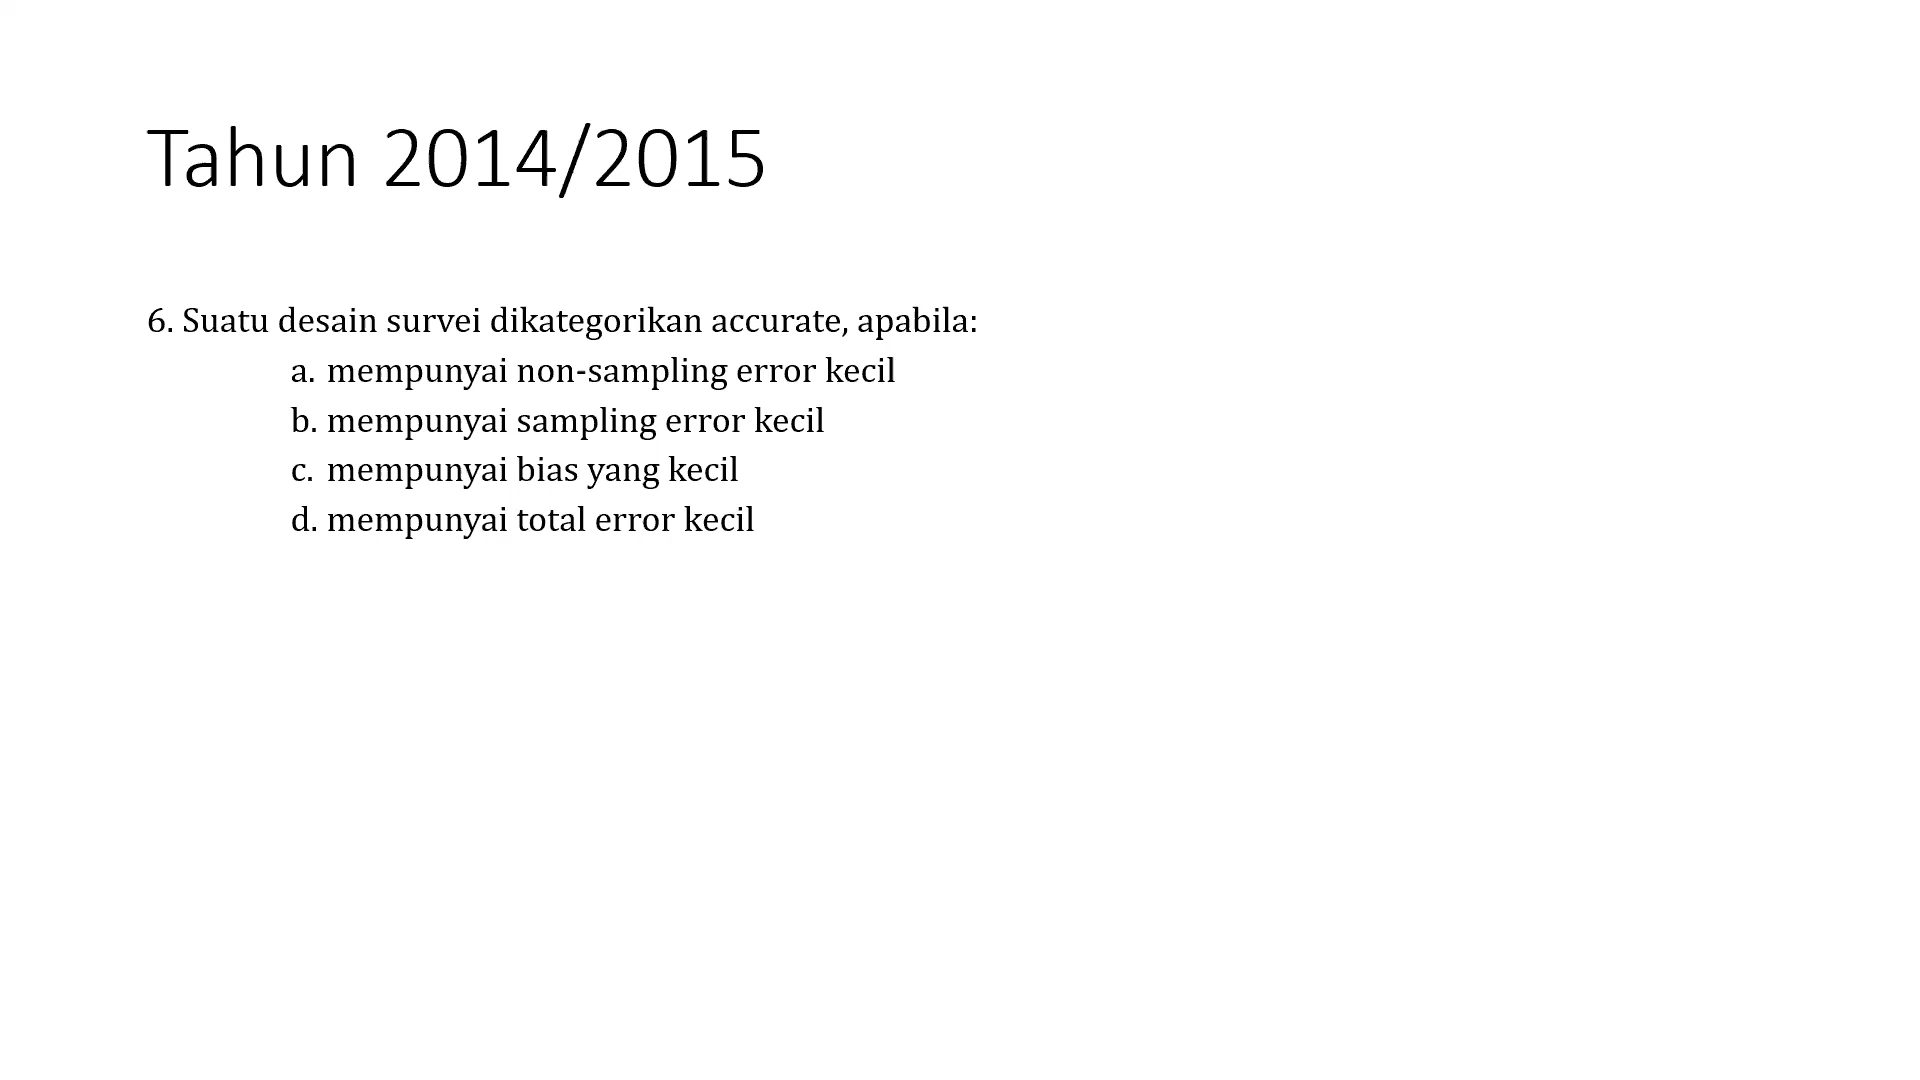 Tahun 2014/2015
6. Suatu desain survei dikategorikan accurate, apabila:
a. mempunyai non-sampling error kecil
b. mempunyai sampling error kecil
c. mempunyai bias yang kecil
d. mempunyai total error kecil